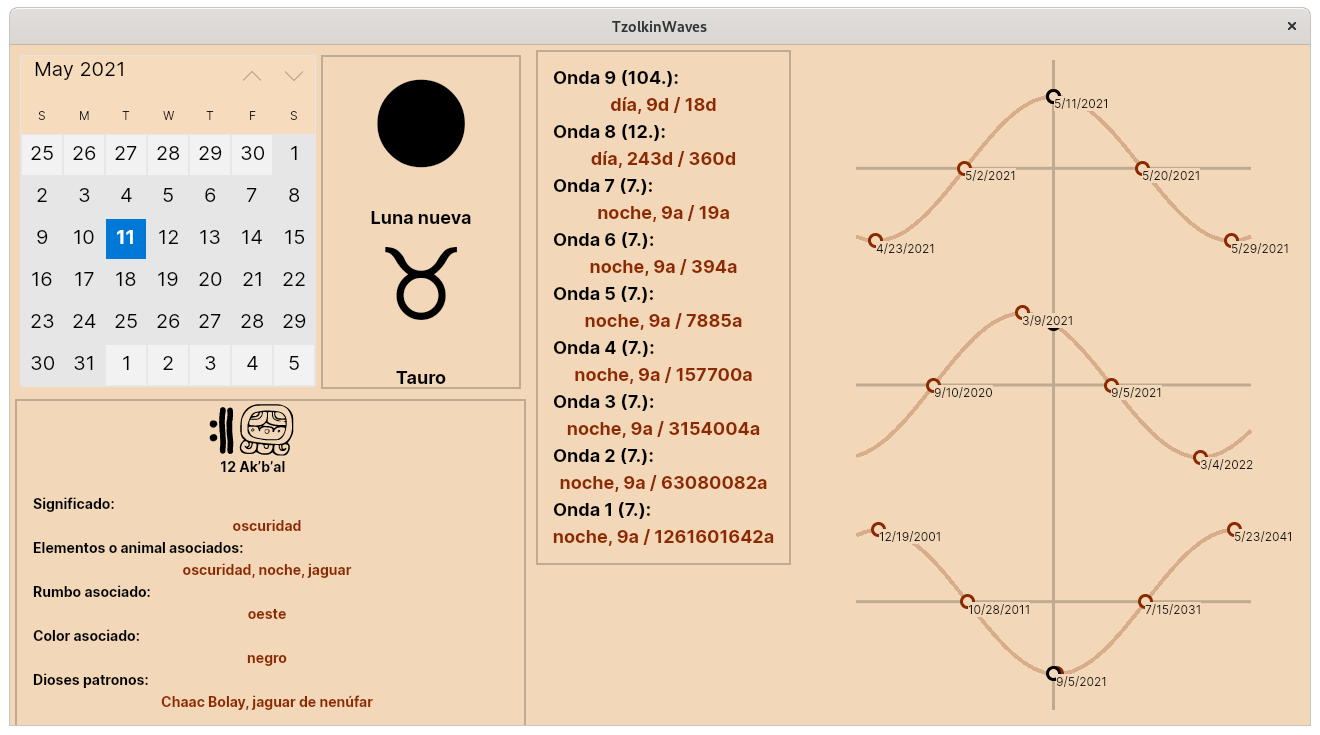 TzolkinWaves
×
May 2021
S M T W T F S
25 26 27 28 29 30 1
2 3 4 5 6 7 8
9 10 11 12 13 14 15
16 17 18 19 20 21 22
23 24 25 26 27 28 29
30 31 1 2 3 4 5
Luna nueva
Tauro
12 Ak'b'al
Significado:
oscuridad
Elementos o animal asociados:
oscuridad, noche, jaguar
Rumbo asociado:
oeste
Color asociado:
negro
Dioses patronos:
Chaac Bolay, jaguar de nenúfar
Onda 9 (104.):
día, 9d / 18d
Onda 8 (12.):
día, 243d / 360d
Onda 7 (7.):
noche, 9a / 19a
Onda 6 (7.):
noche, 9a / 394a
Onda 5 (7.):
noche, 9a / 7885a
Onda 4 (7.):
noche, 9a / 157700a
Onda 3 (7.):
noche, 9a / 3154004a
Onda 2 (7.):
noche, 9a / 63080082a
Onda 1 (7.):
noche, 9a / 1261601642a
5/11/2021
5/2/2021
5/20/2021
4/23/2021
5/29/2021
3/9/2021
9/10/2020
9/5/2021
3/4/2022
12/19/2001
5/23/2041
10/28/2011
7/15/2031
9/5/2021